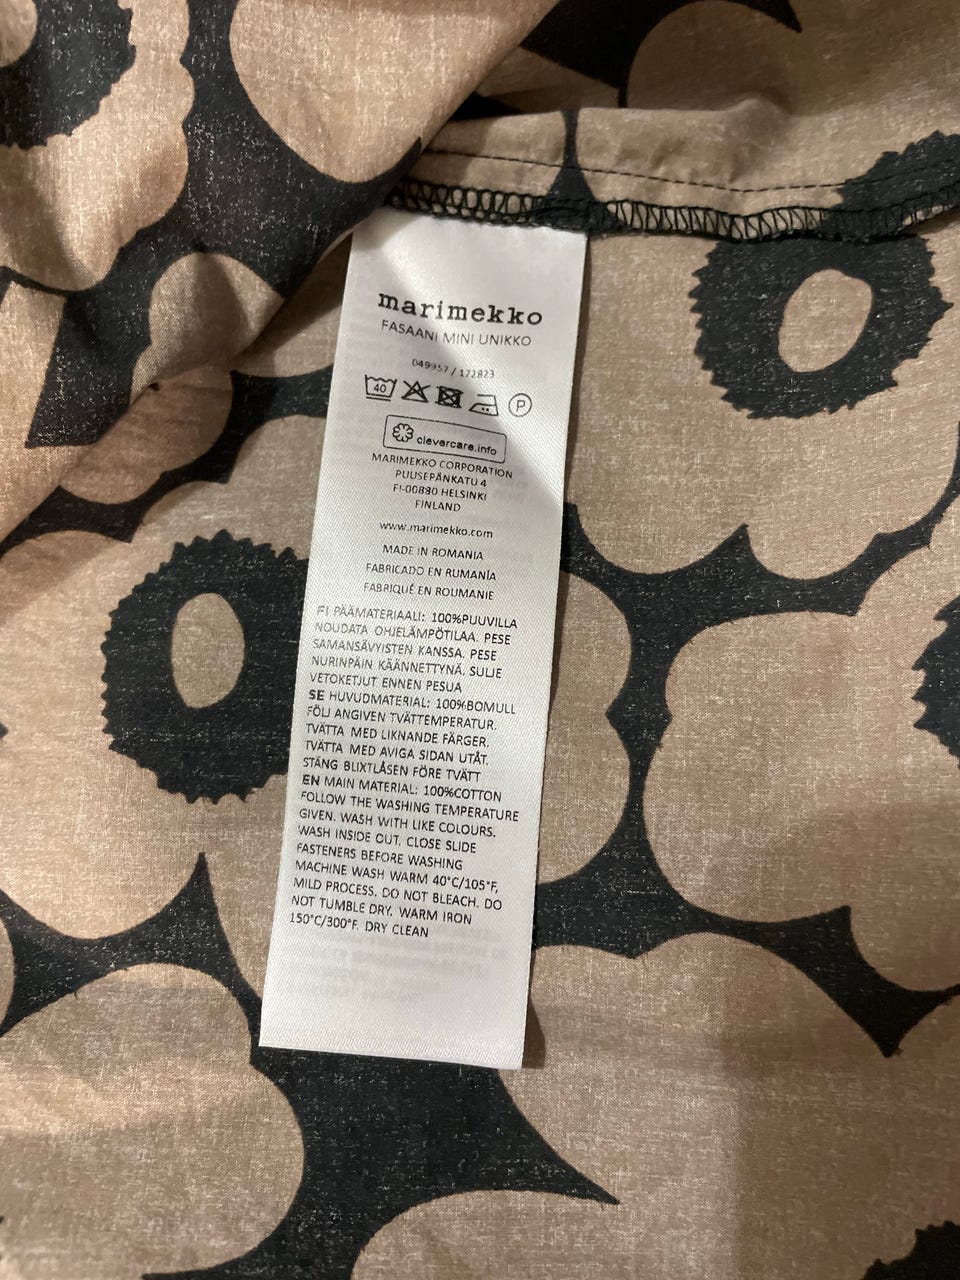 marimekko
FASAANI MINI UNIKKO
049957 / 172823
40
P
clevercare.info
MARIMEKKO CORPORATION
PUUSEPÄNKATU 4
FI-00880 HELSINKI
FINLAND
www.marimekko.com
MADE IN ROMANIA
FABRICADO EN RUMANÍA
FABRIQUÉ EN ROUMANIE
FI PÄÄMATERIAALI: 100%PUUVILLA
NOUDATA OHJELÄMPÖTILAA. PESE
SAMANSÄVYISTEN KANSSA. PESE
NURINPÄIN KÄÄNNETTYNÄ. SULJE
VETOKETJUT ENNEN PESUA
SE HUVUDMATERIAL: 100%BOMULL
FÖLJ ANGIVEN TVÄTTEMPERATUR.
TVÄTTA MED LIKNANDE FÄRGER.
TVÄTTA MED AVIGA SIDAN UTÅT.
STÄNG BLIXTLÅSEN FÖRE TVÄTT
EN MAIN MATERIAL: 100%COTTON
FOLLOW THE WASHING TEMPERATURE
GIVEN. WASH WITH LIKE COLOURS.
WASH INSIDE OUT. CLOSE SLIDE
FASTENERS BEFORE WASHING
MACHINE WASH WARM 40°C/105°F,
MILD PROCESS. DO NOT BLEACH. DO
NOT TUMBLE DRY. WARM IRON
150°C/300°F. DRY CLEAN